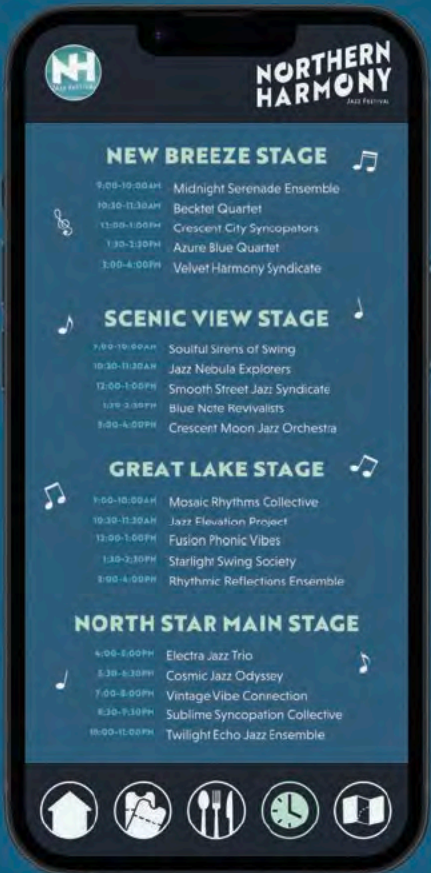 NH
JAZZ FESTIVAL
NORTHERN
HARMONY
JAZZ FESTIVAL
NEW BREEZE STAGE
9:00-10:00AM Midnight Serenade Ensemble
10:30-11:30AM Becktet Quartet
12:00-1:00PM Crescent City Syncopators
1:30-2:30PM Azure Blue Quartet
3:00-4:00PM Velvet Harmony Syndicate
SCENIC VIEW STAGE
9:00-10:00AM Soulful Sirens of Swing
10:30-11:30AM Jazz Nebula Explorers
12:00-1:00PM Smooth Street Jazz Syndicate
1:30-2:30PM Blue Note Revivalists
3:00-4:00PM Crescent Moon Jazz Orchestra
GREAT LAKE STAGE
9:00-10:00AM Mosaic Rhythms Collective
10:30-11:30AM Jazz Elevation Project
12:00-1:00PM Fusion Phonic Vibes
1:30-2:30PM Starlight Swing Society
3:00-4:00PM Rhythmic Reflections Ensemble
NORTH STAR MAIN STAGE
4:00-5:00PM Electra Jazz Trio
5:30-6:30PM Cosmic Jazz Odyssey
7:00-8:00PM Vintage Vibe Connection
8:30-9:30PM Sublime Syncopation Collective
10:00-11:00PM Twilight Echo Jazz Ensemble